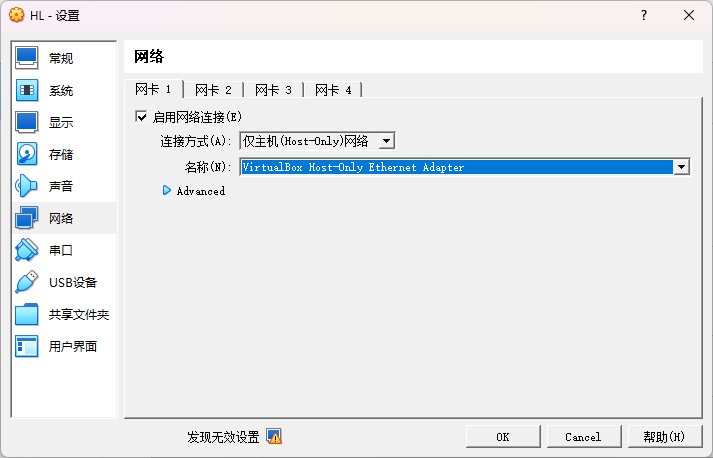 HL - 设置
?
常规
系统
显示
存储
声音
网络
串口
USB设备
共享文件夹
用户界面
网络
网卡 1 网卡 2 网卡 3 网卡 4
启用网络连接(E)
连接方式(A): 仅主机(Host-Only)网络
名称(N): VirtualBox Host-Only Ethernet Adapter
Advanced
发现无效设置
OK Cancel 帮助(H)